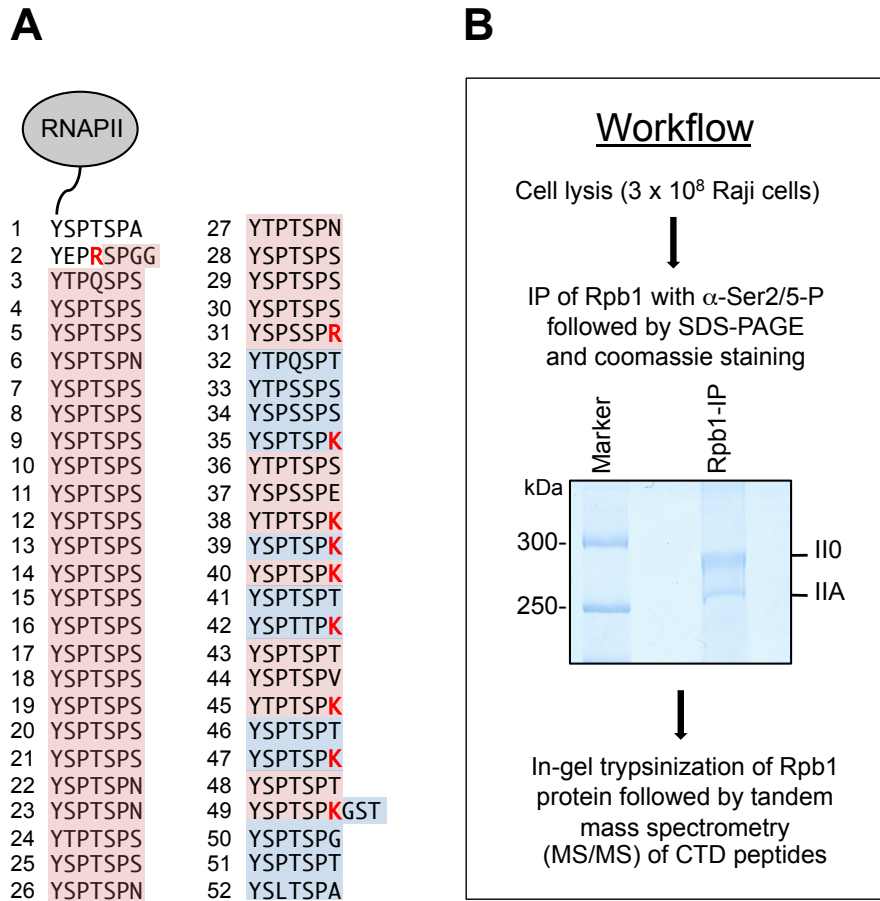 A
RNAPII
1 YSPTSPA
2 YEPRSPGG
3 YTPQSPS
4 YSPTSPS
5 YSPTSPS
6 YSPTSPN
7 YSPTSPS
8 YSPTSPS
9 YSPTSPS
10 YSPTSPS
11 YSPTSPS
12 YSPTSPS
13 YSPTSPS
14 YSPTSPS
15 YSPTSPS
16 YSPTSPS
17 YSPTSPS
18 YSPTSPS
19 YSPTSPS
20 YSPTSPS
21 YSPTSPS
22 YSPTSPN
23 YSPTSPN
24 YTPTSPS
25 YSPTSPS
26 YSPTSPN
27 YTPTSPN
28 YSPTSPS
29 YSPTSPS
30 YSPTSPS
31 YSPSSPR
32 YTPQSPT
33 YTPSSPS
34 YSPSSPS
35 YSPTSPK
36 YTPTSPS
37 YSPSSPE
38 YTPTSPK
39 YSPTSPK
40 YSPTSPK
41 YSPTSPT
42 YSPTTPK
43 YSPTSPT
44 YSPTSPV
45 YTPTSPK
46 YSPTSPT
47 YSPTSPK
48 YSPTSPT
49 YSPTSPKGST
50 YSPTSPG
51 YSPTSPT
52 YSLTSPA
B
Workflow
Cell lysis (3 x 10⁸ Raji cells)
IP of Rpb1 with α-Ser2/5-P
followed by SDS-PAGE
and coomassie staining
Marker
Rpb1-IP
kDa
300-
250-
II0
IIA
In-gel trypsinization of Rpb1
protein followed by tandem
mass spectrometry
(MS/MS) of CTD peptides